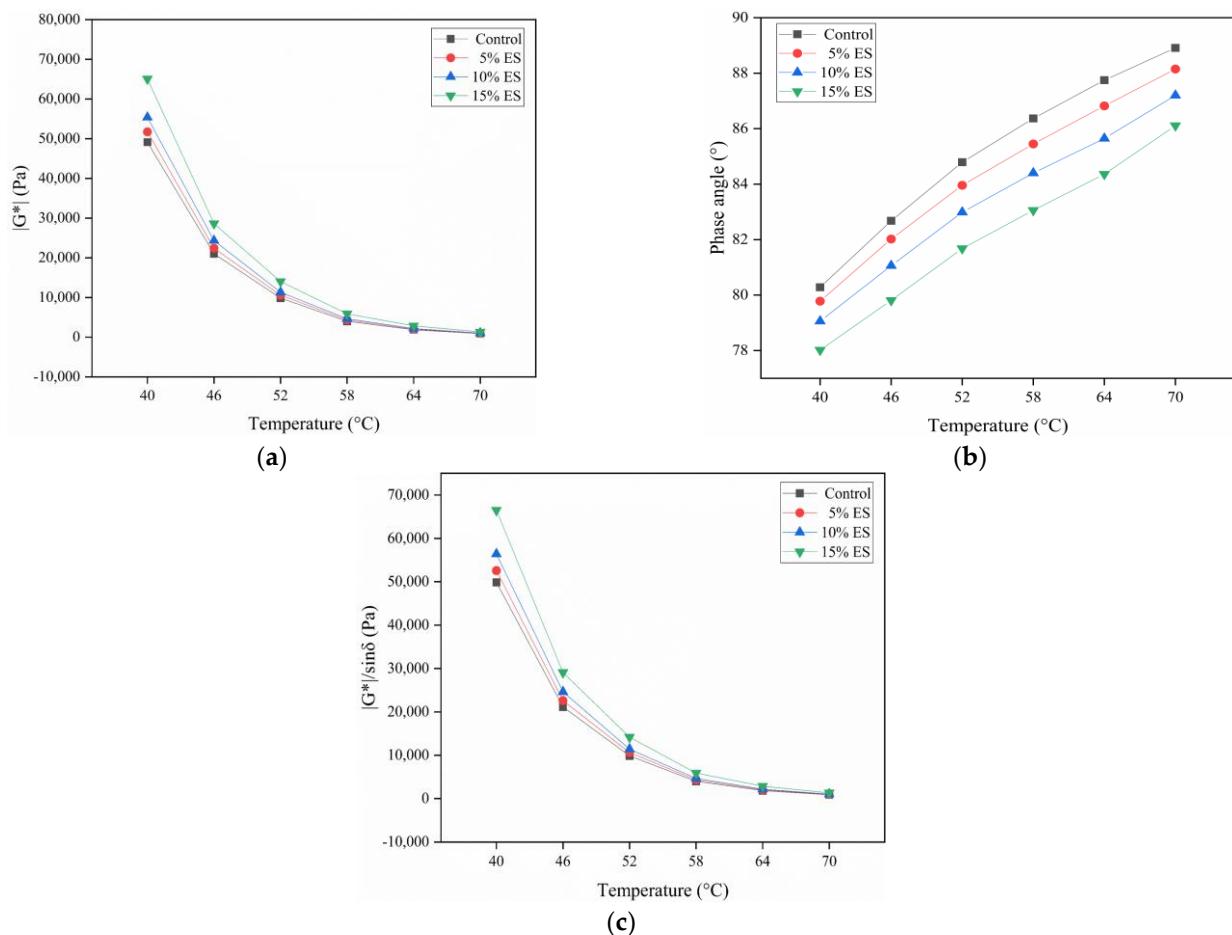 80,000
70,000
60,000
50,000
40,000
30,000
20,000
10,000
0
-10,000
|G*| (Pa)
Control
5% ES
10% ES
15% ES
40 46 52 58 64 70
Temperature (°C)
(a)
90
88
86
84
82
80
78
Phase angle (°)
Control
5% ES
10% ES
15% ES
40 46 52 58 64 70
Temperature (°C)
(b)
70,000
60,000
50,000
40,000
30,000
20,000
10,000
0
-10,000
|G*|/sinδ (Pa)
Control
5% ES
10% ES
15% ES
40 46 52 58 64 70
Temperature (°C)
(c)